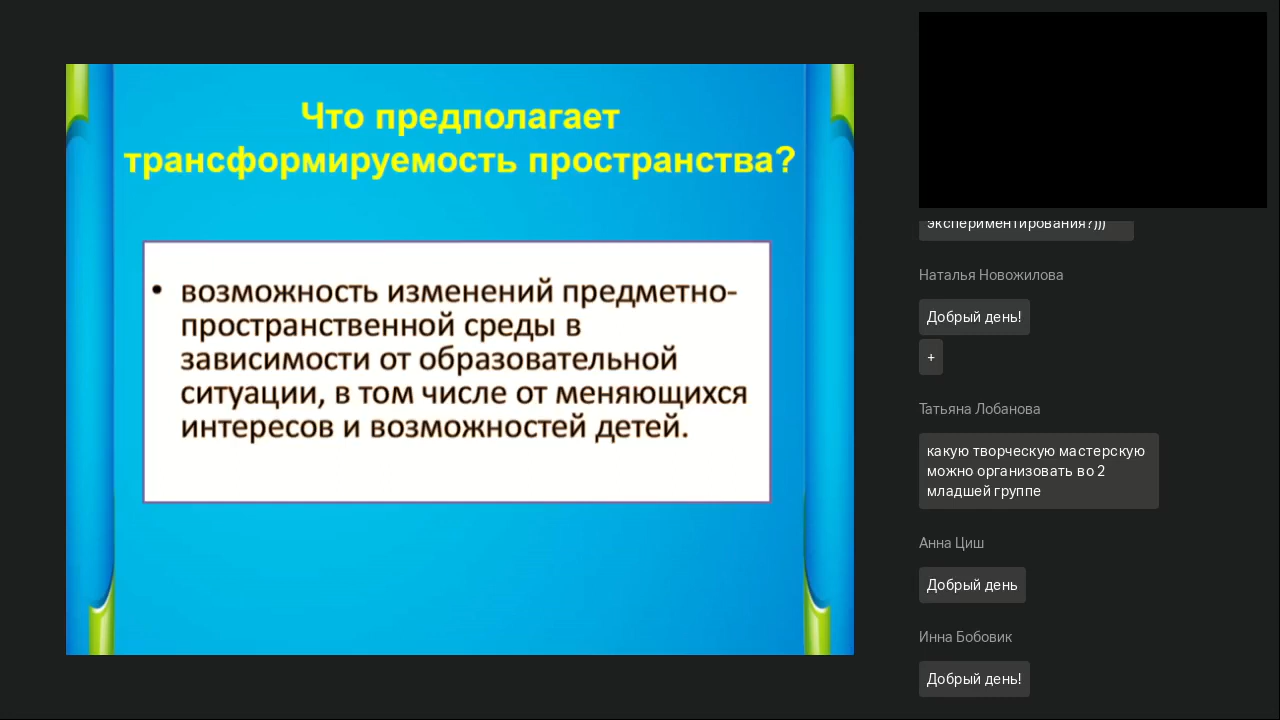 Что предполагает
трансформируемость пространства?
• возможность изменений предметно-
пространственной среды в
зависимости от образовательной
ситуации, в том числе от меняющихся
интересов и возможностей детей.
экспериментирования?)))
Наталья Новожилова
Добрый день!
+
Татьяна Лобанова
какую творческую мастерскую
можно организовать во 2
младшей группе
Анна Циш
Добрый день
Инна Бобовик
Добрый день!